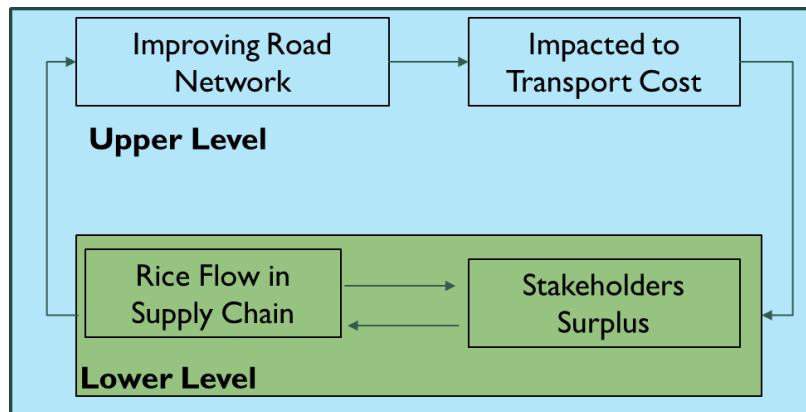 Improving Road
Network
Impacted to
Transport Cost
Upper Level
Rice Flow in
Supply Chain
Stakeholders
Surplus
Lower Level